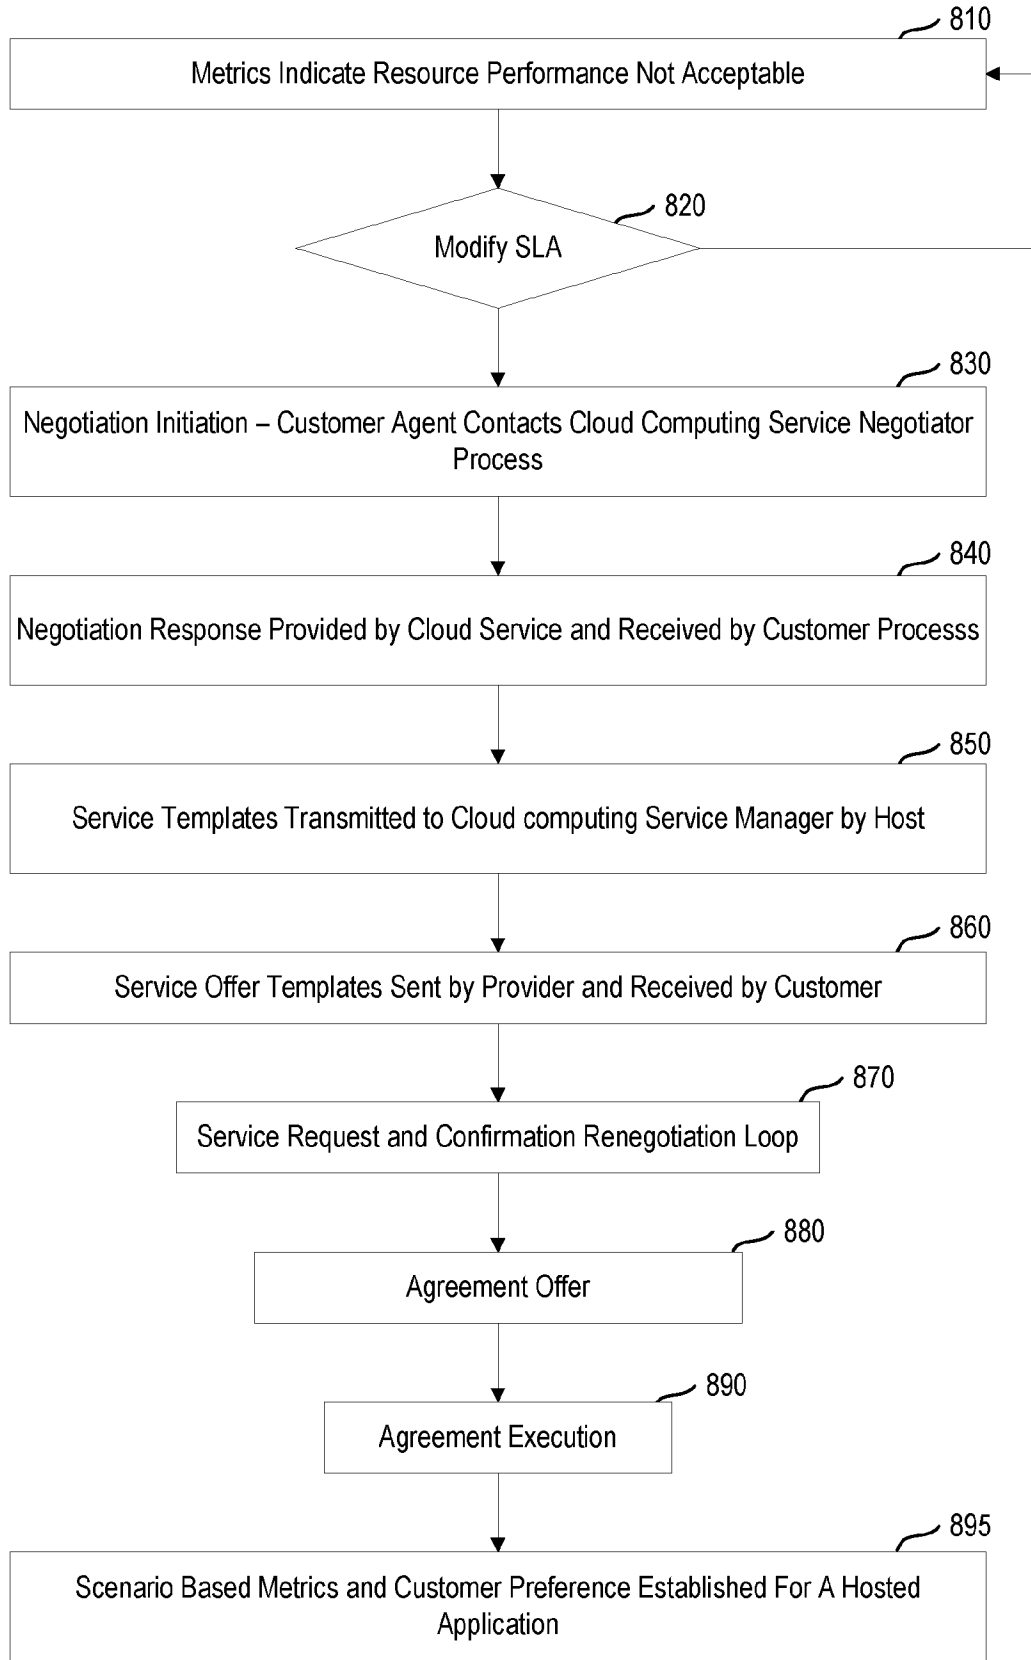 810
Metrics Indicate Resource Performance Not Acceptable
820
Modify SLA
830
Negotiation Initiation – Customer Agent Contacts Cloud Computing Service Negotiator
Process
840
Negotiation Response Provided by Cloud Service and Received by Customer Processs
850
Service Templates Transmitted to Cloud computing Service Manager by Host
860
Service Offer Templates Sent by Provider and Received by Customer
870
Service Request and Confirmation Renegotiation Loop
880
Agreement Offer
890
Agreement Execution
895
Scenario Based Metrics and Customer Preference Established For A Hosted
Application